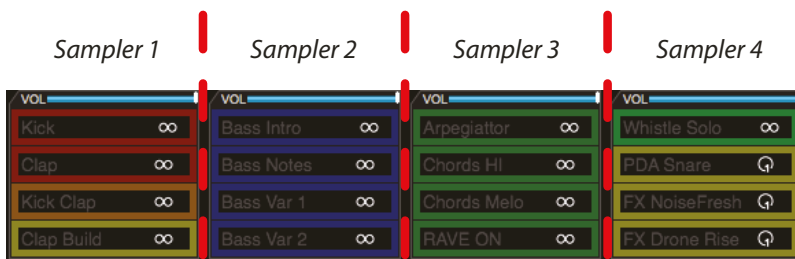 Sampler 1 Sampler 2 Sampler 3 Sampler 4
VOL VOL VOL VOL
Kick ∞ Bass Intro ∞ Arpegiattor ∞ Whistle Solo ∞
Clap ∞ Bass Notes ∞ Chords HI ∞ PDA Snare
Kick Clap ∞ Bass Var 1 ∞ Chords Melo ∞ FX NoiseFresh
Clap Build ∞ Bass Var 2 ∞ RAVE ON ∞ FX Drone Rise